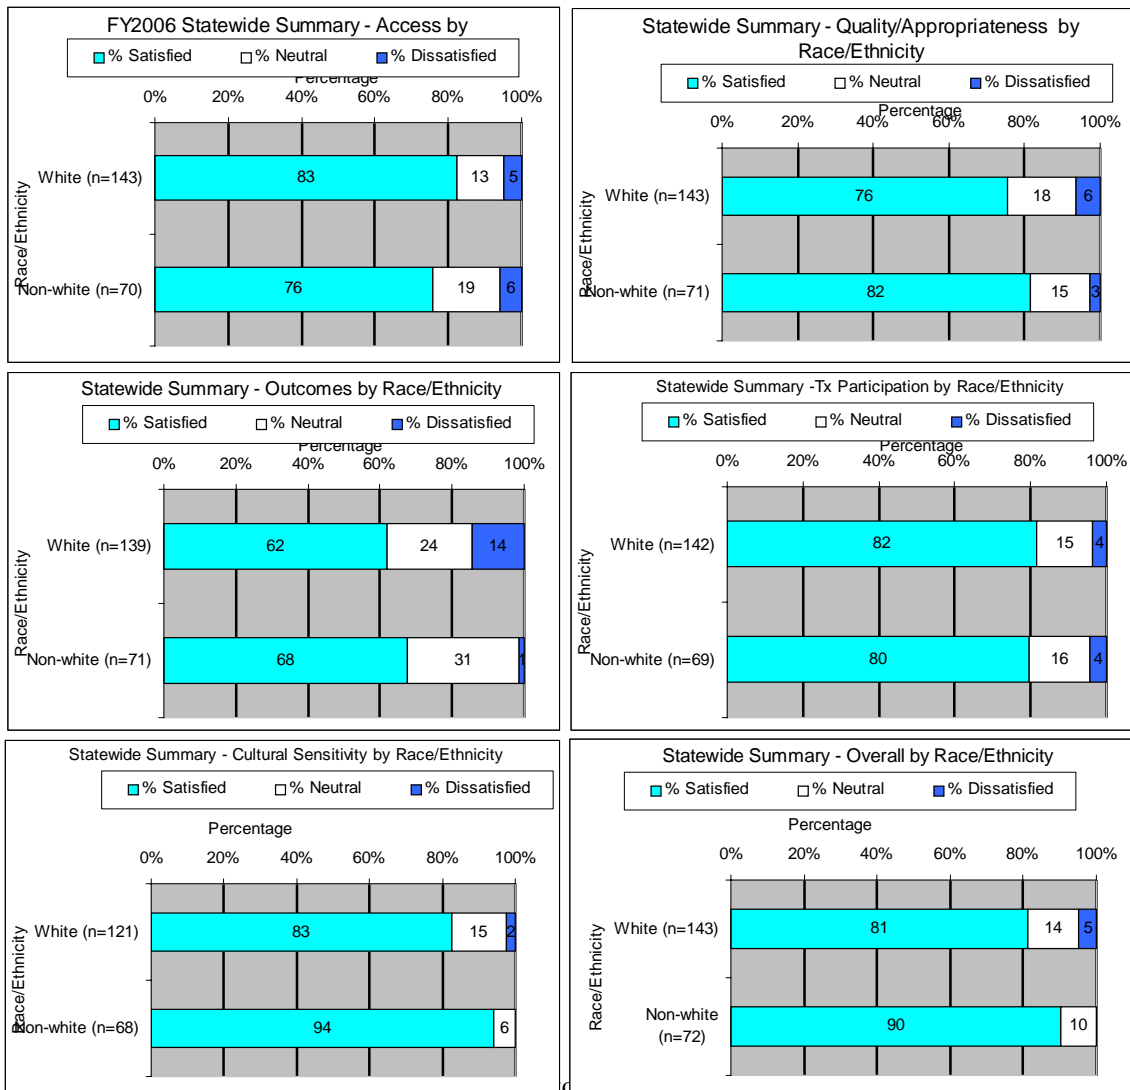 FY2006 Statewide Summary - Access by
% Satisfied % Neutral % Dissatisfied
Percentage
0% 20% 40% 60% 80% 100%
Race/Ethnicity
White (n=143) 83 13 5
Non-white (n=70) 76 19 6
Statewide Summary - Quality/Appropriateness by
Race/Ethnicity
% Satisfied % Neutral % Dissatisfied
Percentage
0% 20% 40% 60% 80% 100%
Race/Ethnicity
White (n=143) 76 18 6
Non-white (n=71) 82 15 3
Statewide Summary - Outcomes by Race/Ethnicity
% Satisfied % Neutral % Dissatisfied
Percentage
0% 20% 40% 60% 80% 100%
Race/Ethnicity
White (n=139) 62 24 14
Non-white (n=71) 68 31 1
Statewide Summary -Tx Participation by Race/Ethnicity
% Satisfied % Neutral % Dissatisfied
0% 20% 40% 60% 80% 100%
Race/Ethnicity
White (n=142) 82 15 4
Non-white (n=69) 80 16 4
Statewide Summary - Cultural Sensitivity by Race/Ethnicity
% Satisfied % Neutral % Dissatisfied
Percentage
0% 20% 40% 60% 80% 100%
Race/Ethnicity
White (n=121) 83 15 2
Non-white (n=68) 94 6
Statewide Summary - Overall by Race/Ethnicity
% Satisfied % Neutral % Dissatisfied
Percentage
0% 20% 40% 60% 80% 100%
Race/Ethnicity
White (n=143) 81 14 5
Non-white
(n=72) 90 10